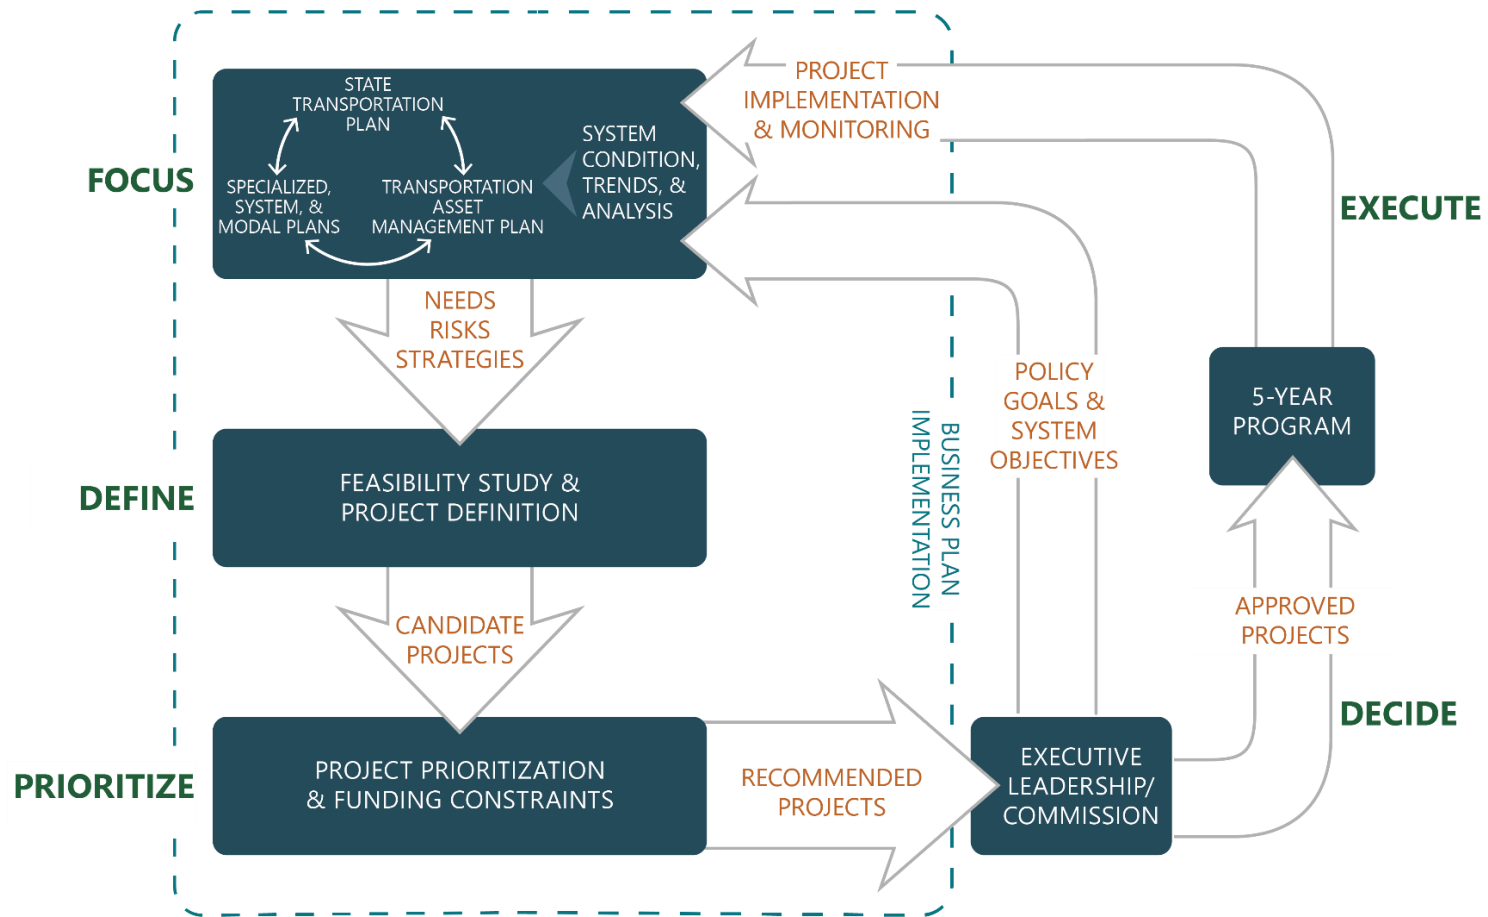 FOCUS
STATE
TRANSPORTATION
PLAN
SPECIALIZED,
SYSTEM, &
MODAL PLANS
TRANSPORTATION
ASSET
MANAGEMENT PLAN
SYSTEM
CONDITION,
TRENDS, &
ANALYSIS
PROJECT
IMPLEMENTATION
& MONITORING
EXECUTE
NEEDS
RISKS
STRATEGIES
POLICY
GOALS &
SYSTEM
OBJECTIVES
5-YEAR
PROGRAM
BUSINESS PLAN
IMPLEMENTATION
DEFINE
FEASIBILITY STUDY &
PROJECT DEFINITION
CANDIDATE
PROJECTS
APPROVED
PROJECTS
DECIDE
PRIORITIZE
PROJECT PRIORITIZATION
& FUNDING CONSTRAINTS
RECOMMENDED
PROJECTS
EXECUTIVE
LEADERSHIP/
COMMISSION